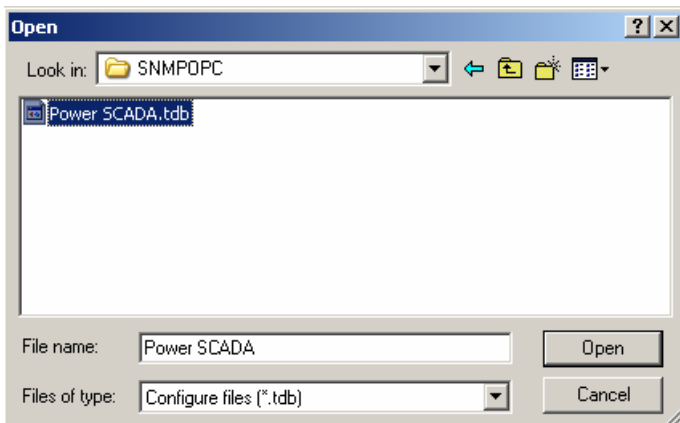 Open
Look in: SNMPOPC
Power SCADA.tdb
File name: Power SCADA Open
Files of type: Configure files (*.tdb) Cancel